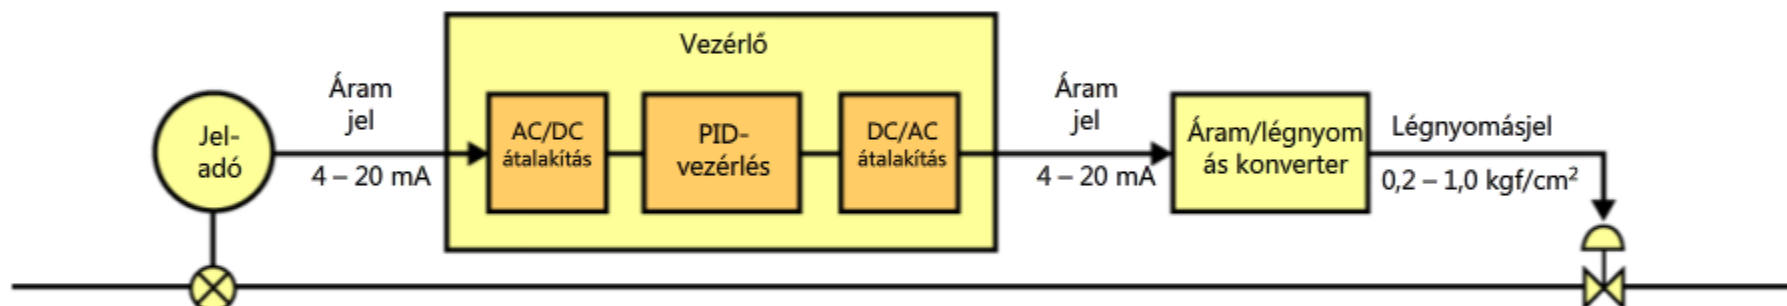 Vezérlő
Jel-
adó
Áram
jel
4 – 20 mA
AC/DC
átalakítás
PID-
vezérlés
DC/AC
átalakítás
Áram
jel
4 – 20 mA
Áram/légnyom
ás konverter
Légnyomásjel
0,2 – 1,0 kgf/cm²